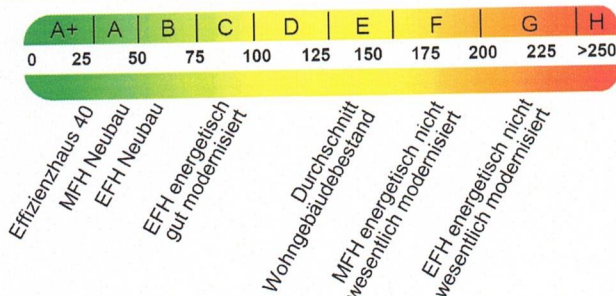 A+ A B C D E F G H
0 25 50 75 100 125 150 175 200 225 >250
Effizienzhaus 40
MFH Neubau
EFH Neubau
EFH energetisch
gut modernisiert
Durchschnitt
Wohngebäudebestand
MFH energetisch nicht
wesentlich modernisiert
EFH energetisch nicht
wesentlich modernisiert